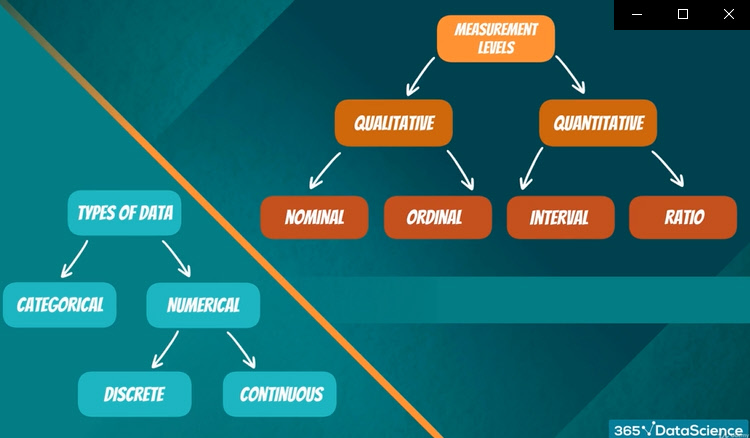 MEASUREMENT
LEVELS
QUALITATIVE
QUANTITATIVE
NOMINAL
ORDINAL
INTERVAL
RATIO
TYPES OF DATA
CATEGORICAL
NUMERICAL
DISCRETE
CONTINUOUS
365 DataScience